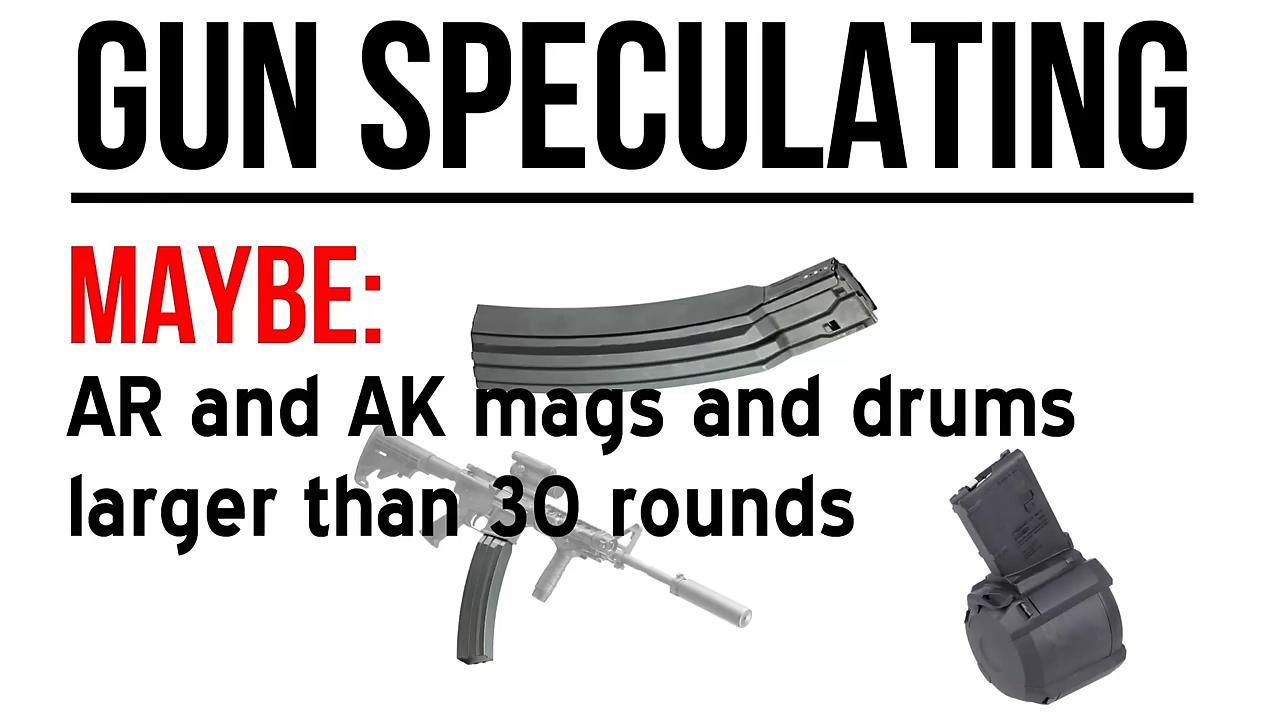 GUN SPECULATING
MAYBE:
AR and AK mags and drums
larger than 30 rounds